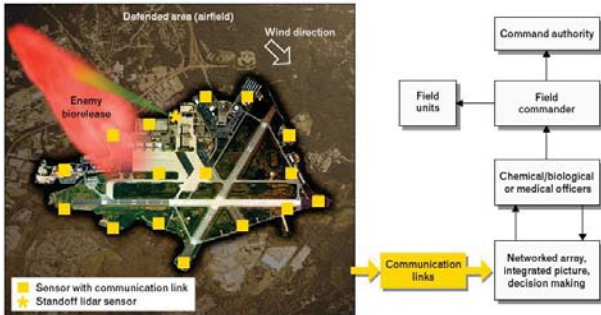 Defended area (airfield)
Wind direction
Enemy
biorelease
Sensor with communication link
Standoff lidar sensor
Communication
links
Command authority
Field
units
Field
commander
Chemical/biological
or medical officers
Networked array,
integrated picture,
decision making